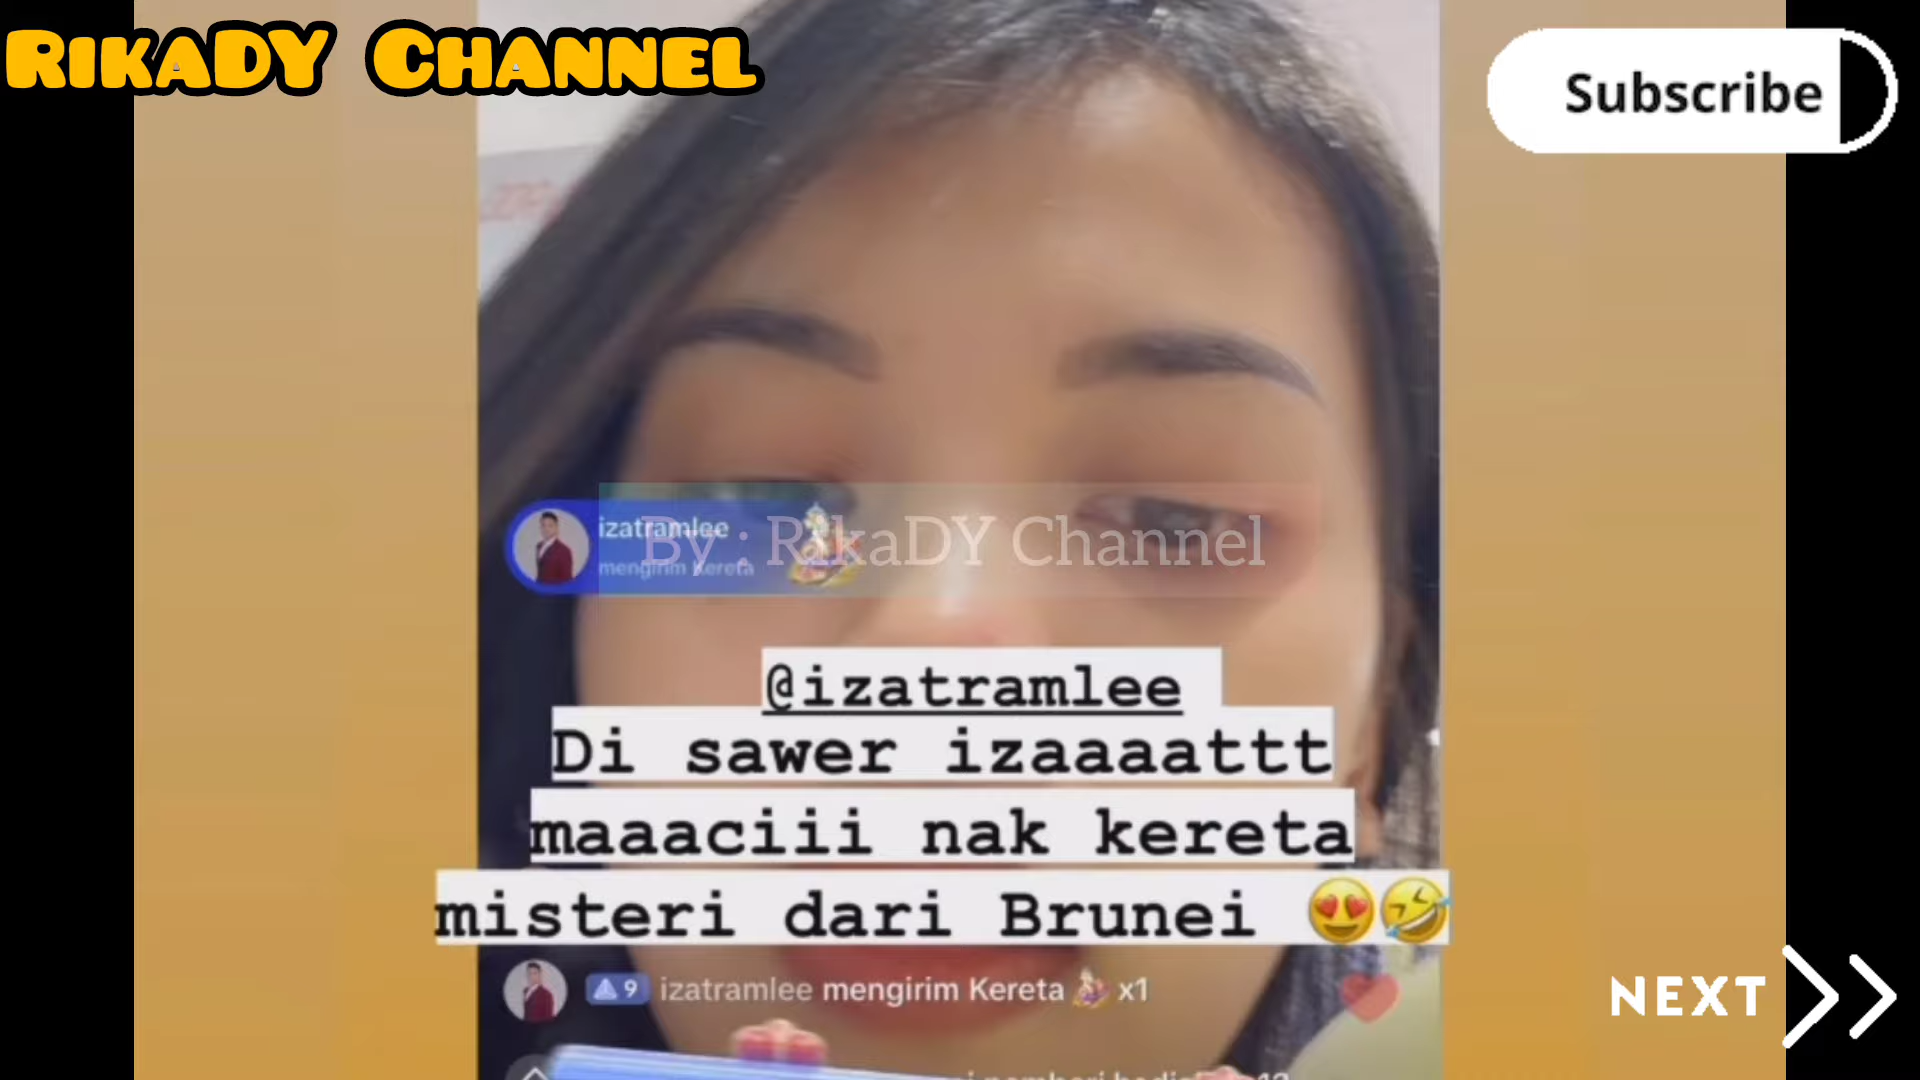 RIKADY CHANNEL
Subscribe
izatramlee
mengirim Kereta
By : RikaDY Channel
@izatramlee
Di sawer izaaaattt
maaaciii nak kereta
misteri dari Brunei 😍🤣
9 izatramlee mengirim Kereta x1
NEXT